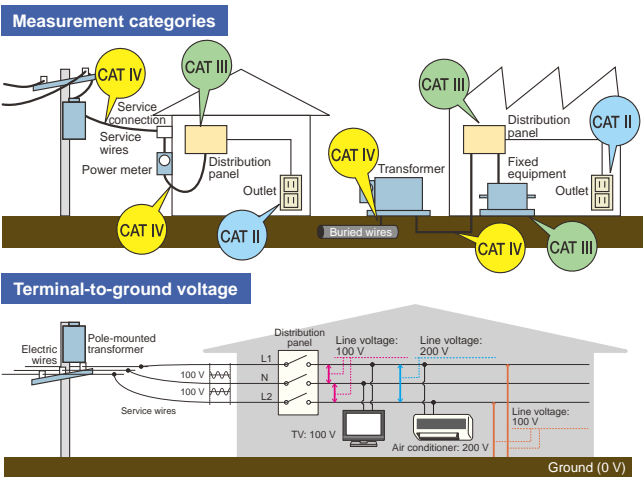 Measurement categories
CAT IV
CAT III
Service
connection
Service
wires
Power meter
Distribution
panel
Outlet
CAT IV
CAT II
CAT IV
Transformer
Buried wires
CAT III
Distribution
panel
CAT II
Fixed
equipment
Outlet
CAT IV
CAT III
Terminal-to-ground voltage
Electric
wires
Pole-mounted
transformer
Service wires
100 V
100 V
Distribution
panel
L1
N
L2
Line voltage:
100 V
Line voltage:
200 V
TV: 100 V
Air conditioner: 200 V
Line voltage:
100 V
Ground (0 V)